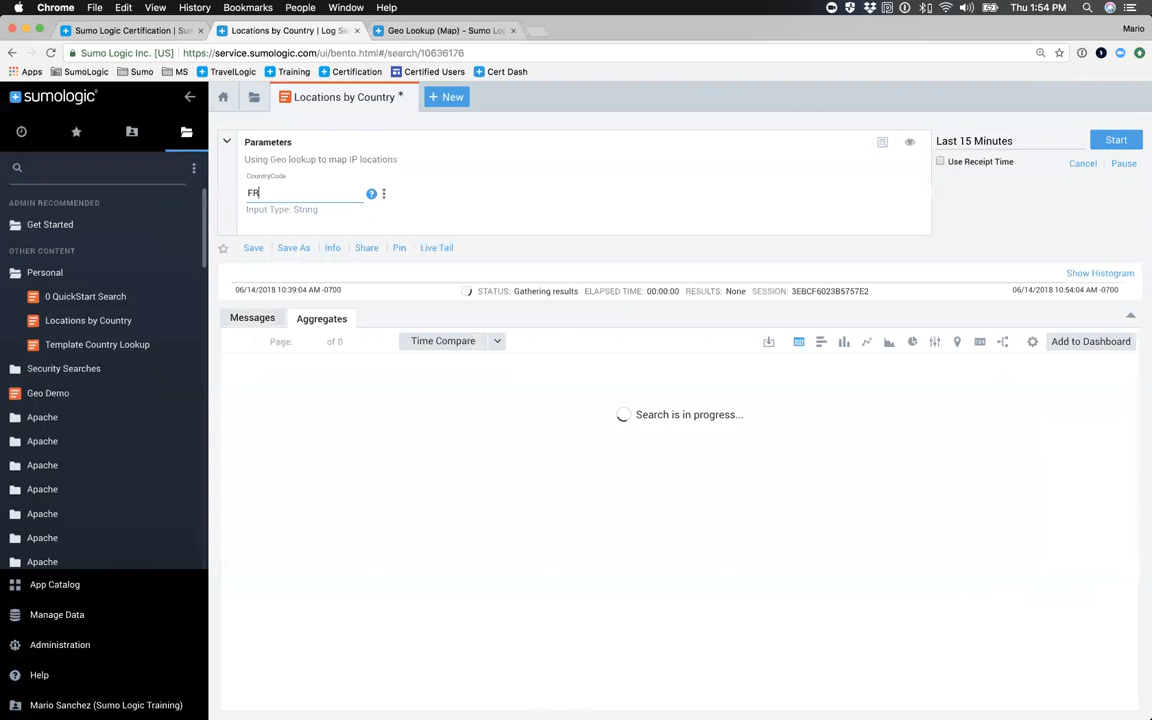 Chrome File Edit View History Bookmarks People Window Help Thu 1:54 PM
Sumo Logic Certification | Sum Locations by Country | Log Se Geo Lookup (Map) - Sumo Log Mario
Sumo Logic Inc. [US] https://service.sumologic.com/ui/bento.html#/search/10636176
Apps SumoLogic Sumo MS TravelLogic Training Certification Certified Users Cert Dash
sumologic
Locations by Country * + New
Parameters
Using Geo lookup to map IP locations
CountryCode
FR
Input Type: String
Last 15 Minutes Start
Use Receipt Time Cancel Pause
ADMIN RECOMMENDED
Get Started
OTHER CONTENT
Personal
0 QuickStart Search
Locations by Country
Template Country Lookup
Security Searches
Geo Demo
Apache
Apache
Apache
Apache
Apache
Apache
Apache
App Catalog
Manage Data
Administration
Help
Mario Sanchez (Sumo Logic Training)
Save Save As Info Share Pin Live Tail
Show Histogram
06/14/2018 10:39:04 AM -0700 STATUS: Gathering results ELAPSED TIME: 00:00:00 RESULTS: None SESSION: 3EBCF6023B5757E2 06/14/2018 10:54:04 AM -0700
Messages Aggregates
Page: of 0 Time Compare Add to Dashboard
Search is in progress...